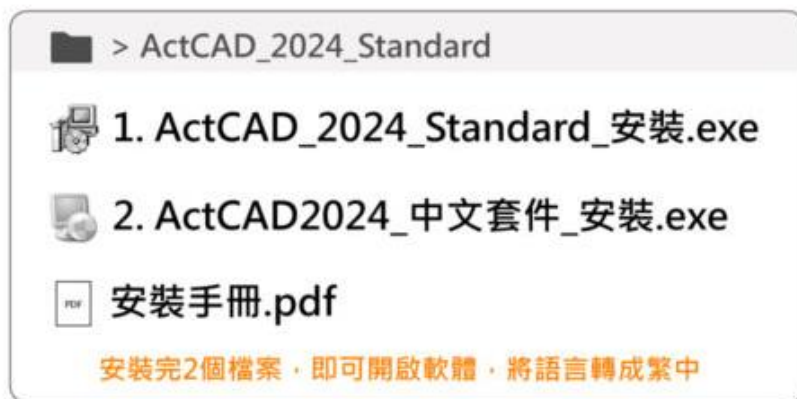 > ActCAD_2024_Standard
1. ActCAD_2024_Standard_安裝.exe
2. ActCAD2024_中文套件_安裝.exe
PDF
安裝手冊.pdf
安裝完2個檔案，即可開啟軟體，將語言轉成繁中